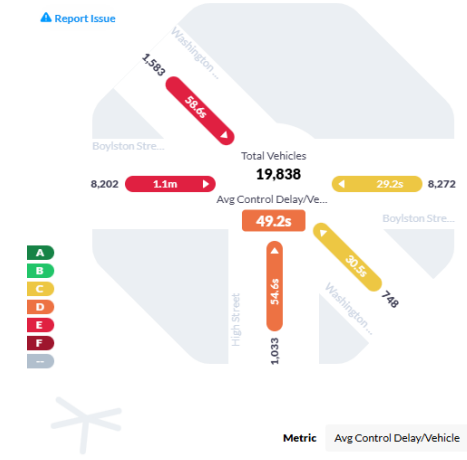 Report Issue
Washington ...
1,583
58.6s
Boylston Stre...
Total Vehicles
19,838
8,202
1.1m
29.2s
8,272
Avg Control Delay/Ve...
49.2s
Boylston Stre...
A
B
C
D
E
F
--
54.6s
30.5s
High Street
Washington ...
748
1,033
Metric
Avg Control Delay/Vehicle